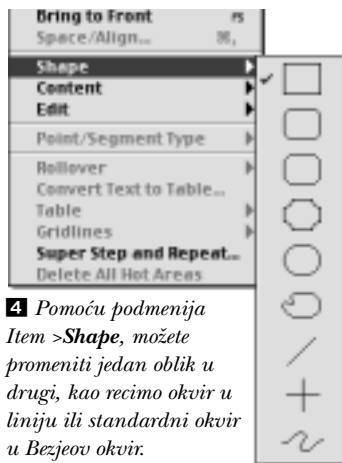 Bring to Front F5
Space/Align... ⌘,
Shape
Content
Edit
Point/Segment Type
Rollover
Convert Text to Table...
Table
Gridlines
Super Step and Repeat...
Delete All Hot Areas
4 Pomoću podmenija
Item >Shape, možete
promeniti jedan oblik u
drugi, kao recimo okvir u
liniju ili standardni okvir
u Bezjeov okvir.